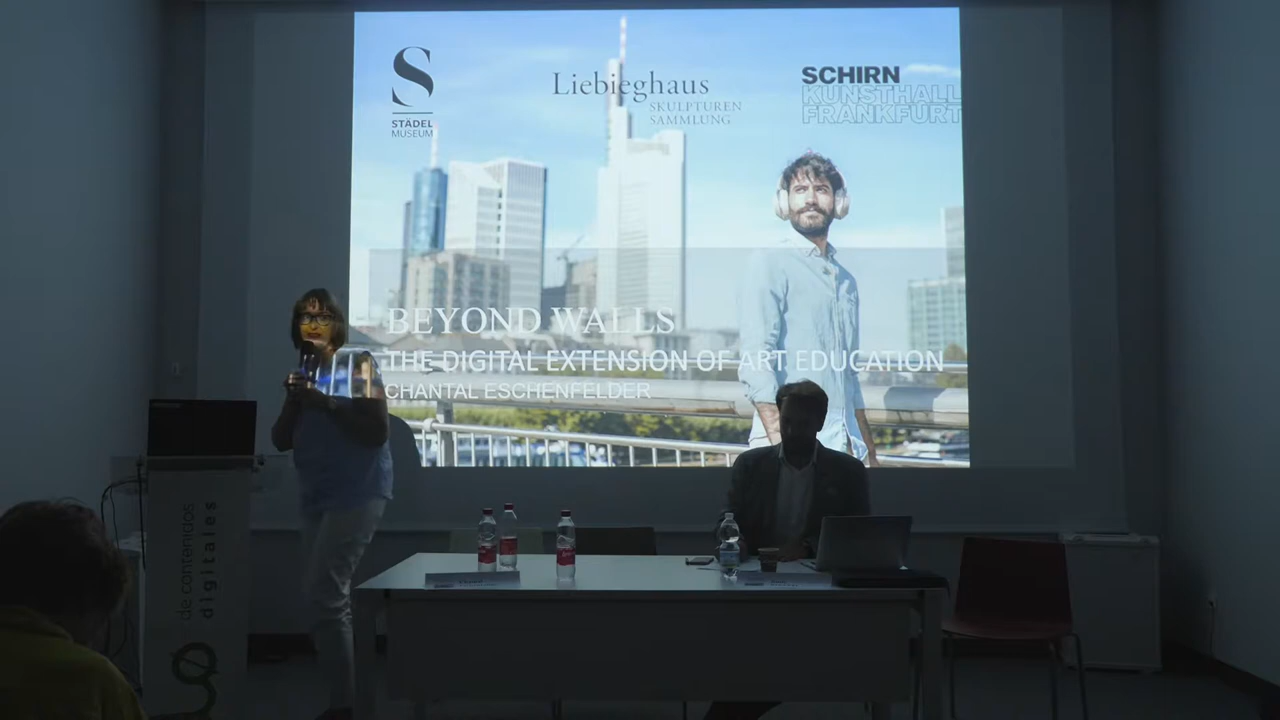 S
STÄDEL
MUSEUM
Liebieghaus
SKULPTUREN
SAMMLUNG
SCHIRN
KUNSTHALLE
FRANKFURT
BEYOND WALLS
THE DIGITAL EXTENSION OF ART EDUCATION
CHANTAL ESCHENFELDER
de contenidos
digitales